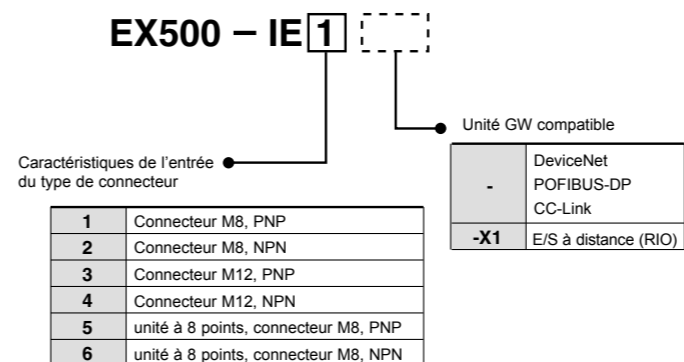 EX500 – IE 1
Unité GW compatible
- DeviceNet
POFIBUS-DP
CC-Link
-X1 E/S à distance (RIO)
Caractéristiques de l'entrée
du type de connecteur
1 Connecteur M8, PNP
2 Connecteur M8, NPN
3 Connecteur M12, PNP
4 Connecteur M12, NPN
5 unité à 8 points, connecteur M8, PNP
6 unité à 8 points, connecteur M8, NPN